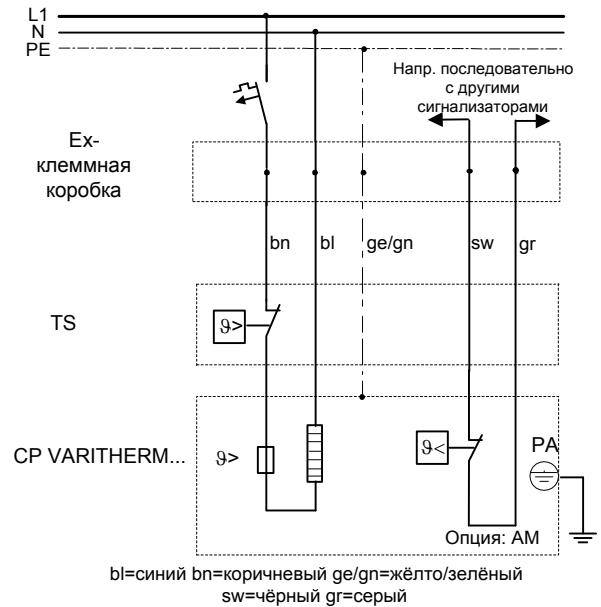 L1
N
PE
Напр. последовательно
с другими
сигнализаторами
Ex-
клеммная
коробка
bn
bl
ge/gn
sw
gr
TS
ϑ>
CP VARITHERM...
ϑ>
ϑ<
PA
Опция: AM
bl=синий bn=коричневый ge/gn=жёлто/зелёный
sw=чёрный gr=серый